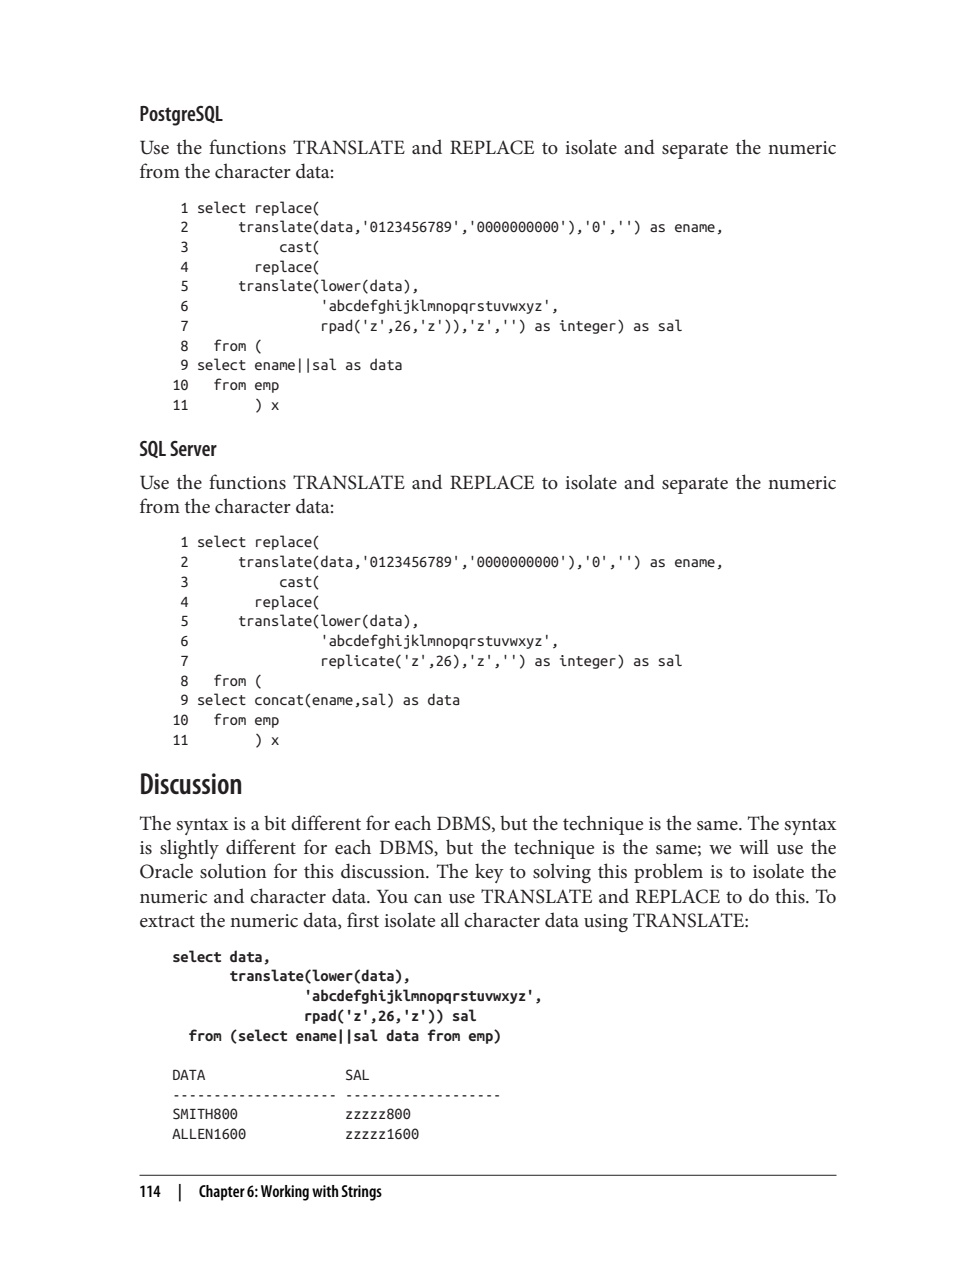 PostgreSQL
Use the functions TRANSLATE and REPLACE to isolate and separate the numeric
from the character data:
1 select replace(
2      translate(data,'0123456789','0000000000'),'0','') as ename,
3           cast(
4        replace(
5      translate(lower(data),
6                'abcdefghijklmnopqrstuvwxyz',
7                rpad('z',26,'z')),'z','') as integer) as sal
8   from (
9 select ename||sal as data
10   from emp
11        ) x
SQL Server
Use the functions TRANSLATE and REPLACE to isolate and separate the numeric
from the character data:
1 select replace(
2      translate(data,'0123456789','0000000000'),'0','') as ename,
3           cast(
4        replace(
5      translate(lower(data),
6                'abcdefghijklmnopqrstuvwxyz',
7                replicate('z',26),'z','') as integer) as sal
8   from (
9 select concat(ename,sal) as data
10   from emp
11        ) x
Discussion
The syntax is a bit different for each DBMS, but the technique is the same. The syntax
is slightly different for each DBMS, but the technique is the same; we will use the
Oracle solution for this discussion. The key to solving this problem is to isolate the
numeric and character data. You can use TRANSLATE and REPLACE to do this. To
extract the numeric data, first isolate all character data using TRANSLATE:
select data,
       translate(lower(data),
                'abcdefghijklmnopqrstuvwxyz',
                rpad('z',26,'z')) sal
  from (select ename||sal data from emp)
DATA                 SAL
-------------------- -------------------
SMITH800             zzzzz800
ALLEN1600            zzzzz1600
114 | Chapter 6: Working with Strings